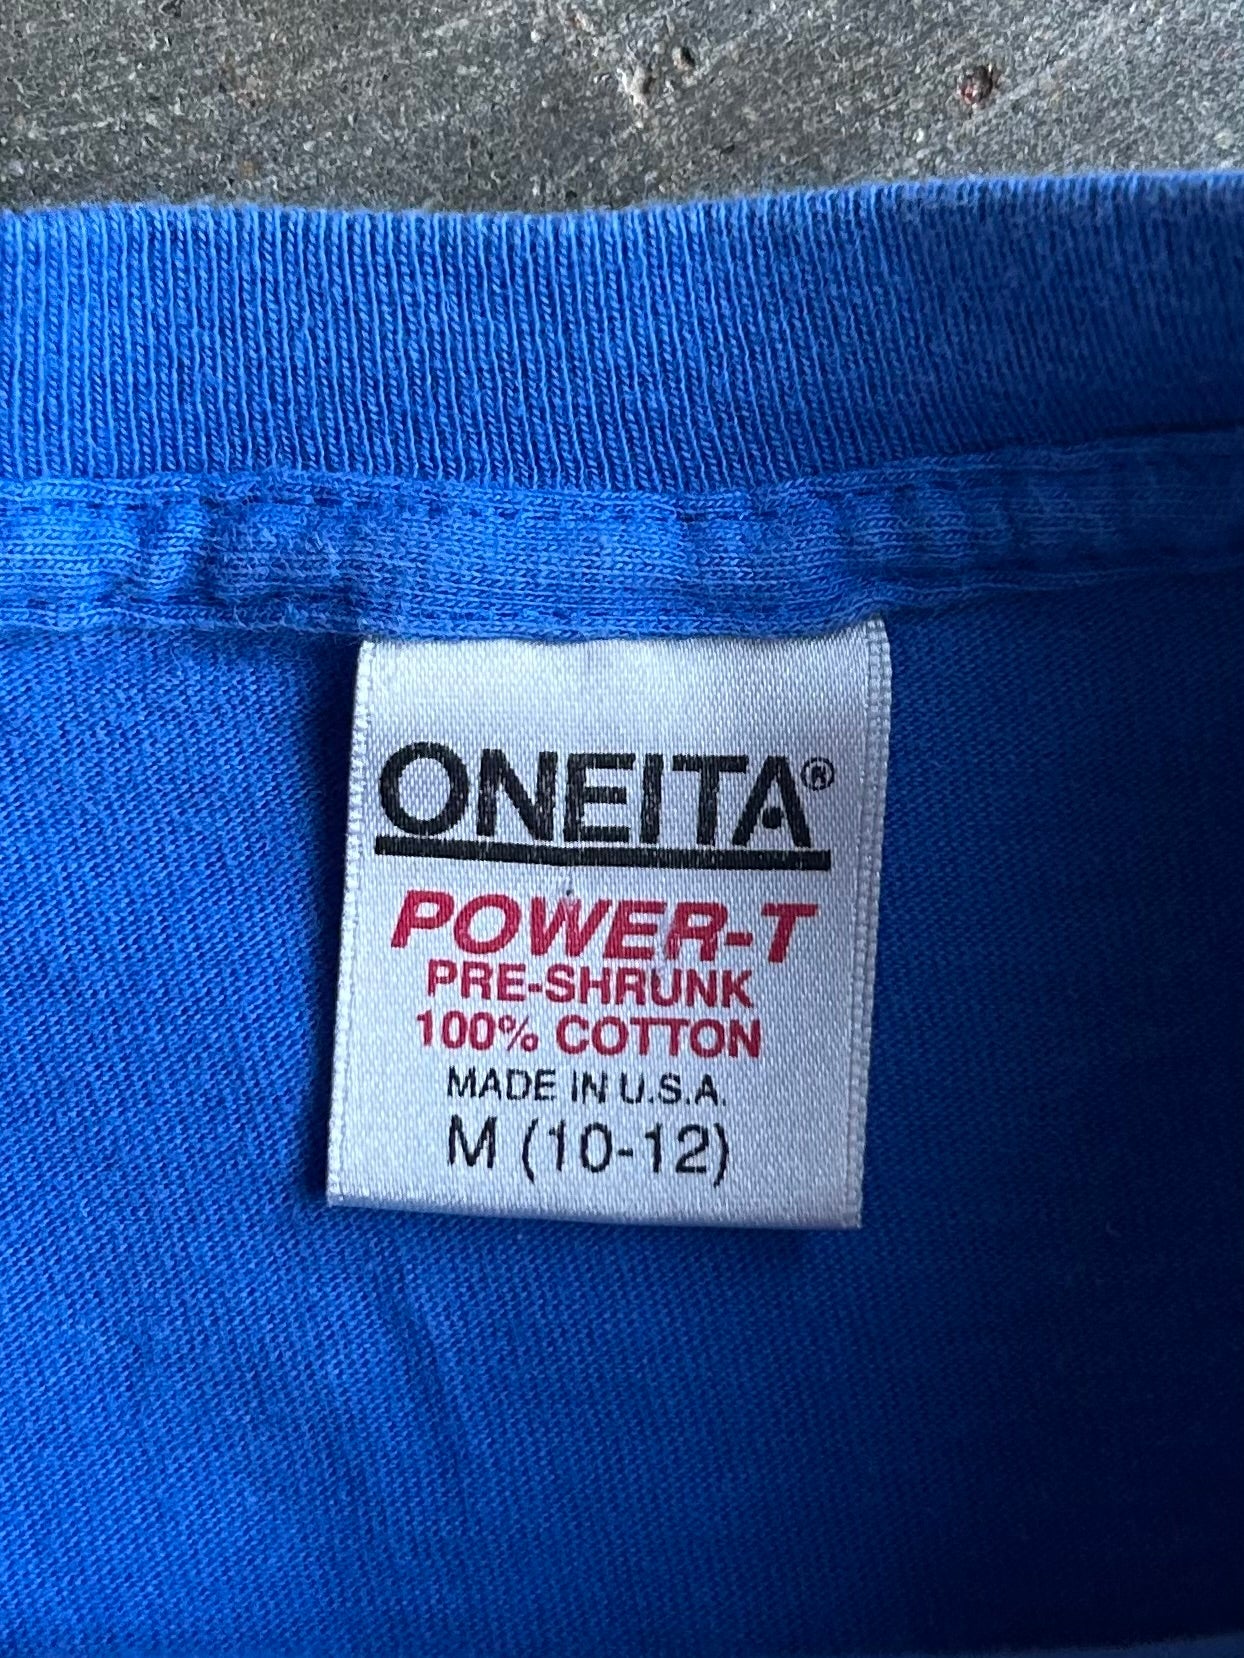 ONEITA®
POWER-T
PRE-SHRUNK
100% COTTON
MADE IN U.S.A.
M (10-12)